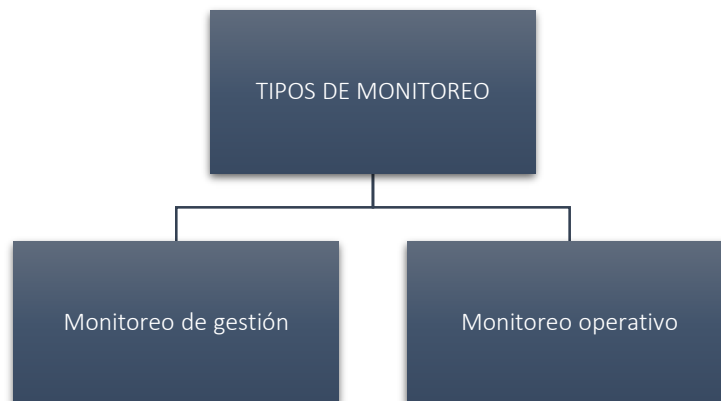 TIPOS DE MONITOREO
Monitoreo de gestión
Monitoreo operativo